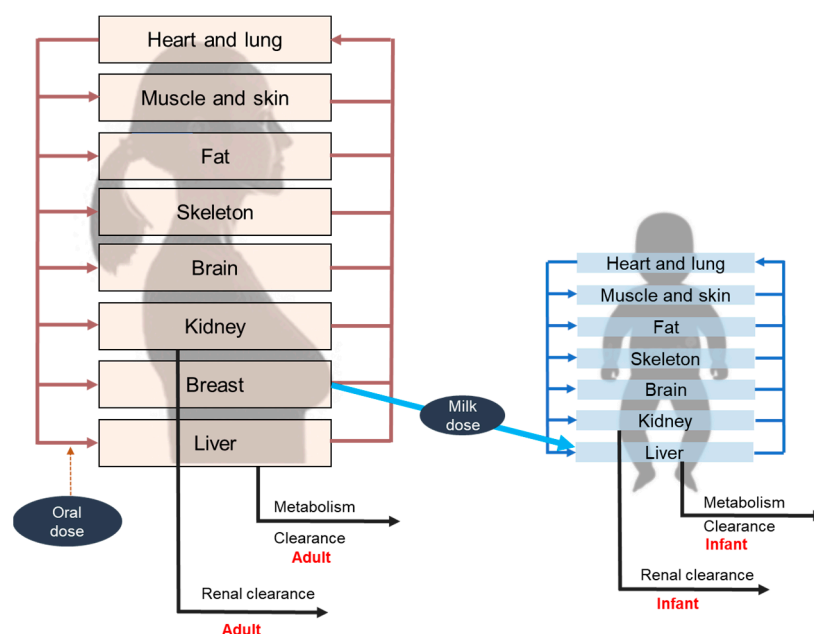 Heart and lung
Muscle and skin
Fat
Skeleton
Brain
Kidney
Breast
Liver
Oral
dose
Metabolism
Clearance
Adult
Renal clearance
Adult
Milk
dose
Heart and lung
Muscle and skin
Fat
Skeleton
Brain
Kidney
Liver
Metabolism
Clearance
Infant
Renal clearance
Infant